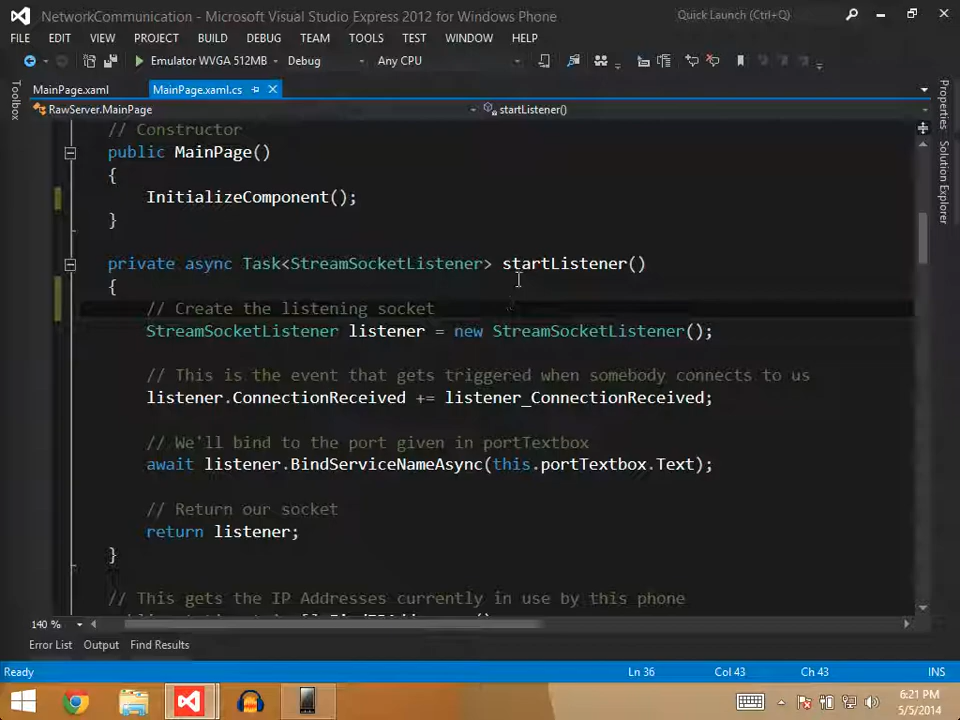 NetworkCommunication - Microsoft Visual Studio Express 2012 for Windows Phone
Quick Launch (Ctrl+Q)
FILE EDIT VIEW PROJECT BUILD DEBUG TEAM TOOLS TEST WINDOW HELP
Emulator WVGA 512MB Debug Any CPU
Toolbox
MainPage.xaml MainPage.xaml.cs
Properties
Solution Explorer
RawServer.MainPage startListener()
// Constructor
public MainPage()
{
InitializeComponent();
}
private async Task<StreamSocketListener> startListener()
{
// Create the listening socket
StreamSocketListener listener = new StreamSocketListener();
// This is the event that gets triggered when somebody connects to us
listener.ConnectionReceived += listener_ConnectionReceived;
// We'll bind to the port given in portTextbox
await listener.BindServiceNameAsync(this.portTextbox.Text);
// Return our socket
return listener;
}
// This gets the IP Addresses currently in use by this phone
140 %
Error List Output Find Results
Ready Ln 36 Col 43 Ch 43 INS
6:21 PM
5/5/2014